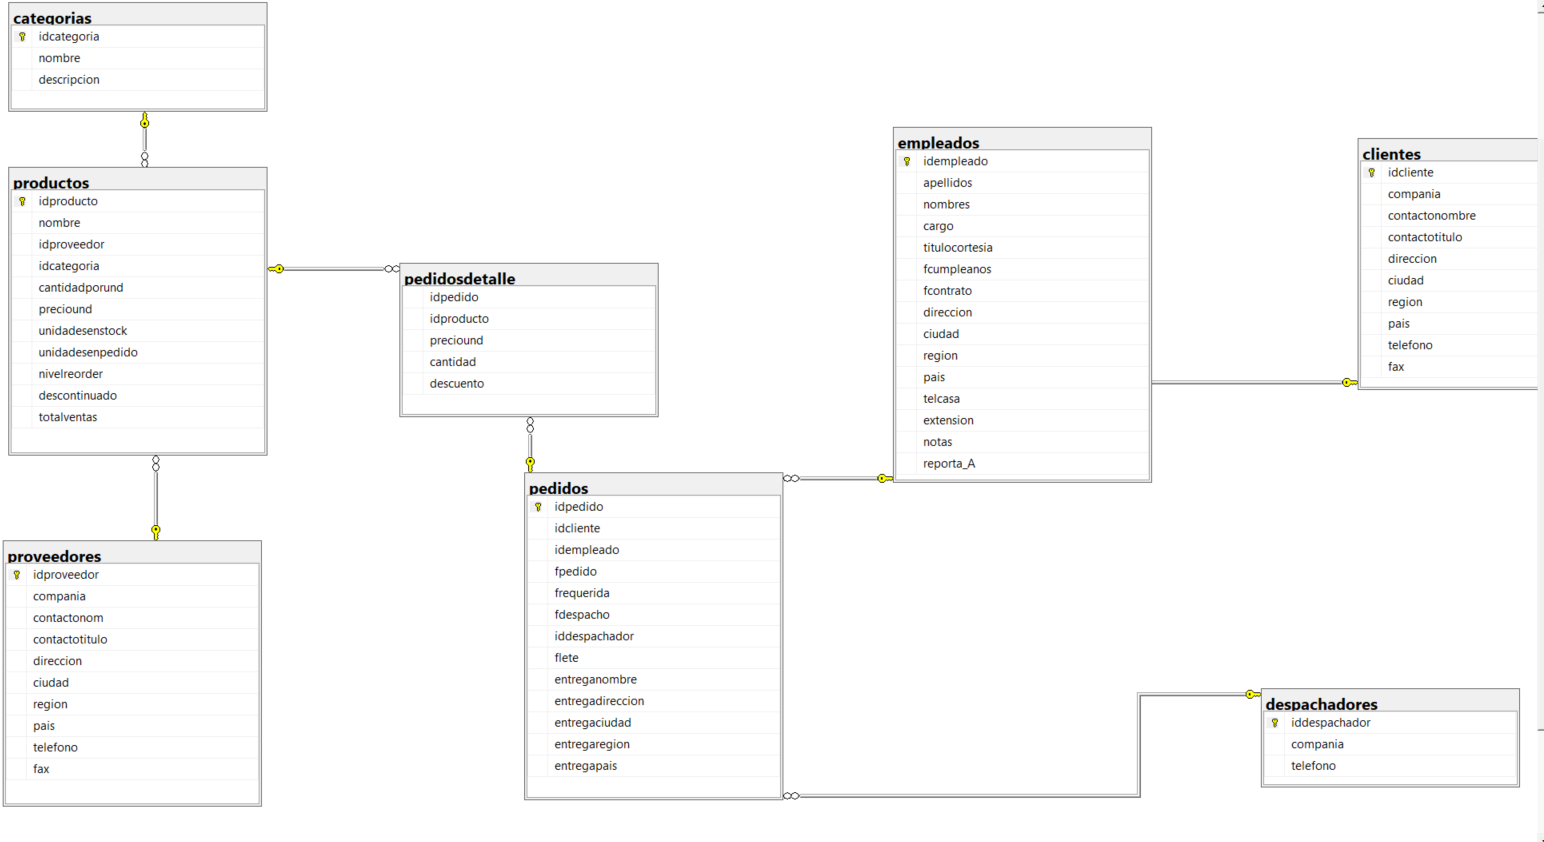 categorias
idcategoria
nombre
descripcion
productos
idproducto
nombre
idproveedor
idcategoria
cantidadporund
preciound
unidadesenstock
unidadesenpedido
nivelreorder
descontinuado
totalventas
proveedores
idproveedor
compania
contactonom
contactotitulo
direccion
ciudad
region
pais
telefono
fax
pedidosdetalle
idpedido
idproducto
preciound
cantidad
descuento
pedidos
idpedido
idcliente
idempleado
fpedido
frequerida
fdespacho
iddespachador
flete
entreganombre
entregadireccion
entregaciudad
entregaregion
entregapais
empleados
idempleado
apellidos
nombres
cargo
titulocortesia
fcumpleanos
fcontrato
direccion
ciudad
region
pais
telcasa
extension
notas
reporta_A
clientes
idcliente
compania
contactonombre
contactotitulo
direccion
ciudad
region
pais
telefono
fax
despachadores
iddespachador
compania
telefono